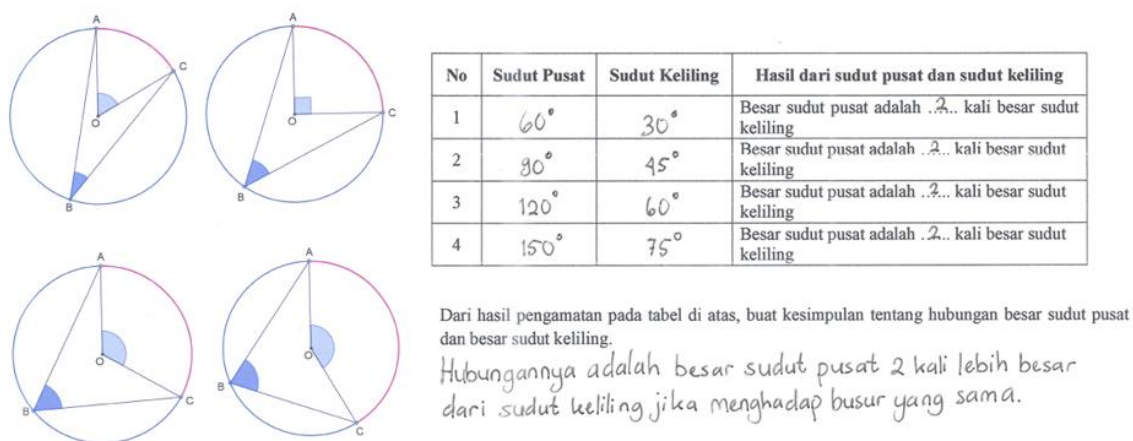 A
C
O
B
A
C
O
B
A
O
B
C
A
O
B
C
No Sudut Pusat Sudut Keliling Hasil dari sudut pusat dan sudut keliling
1 60° 30° Besar sudut pusat adalah ..2.. kali besar sudut
keliling
2 90° 45° Besar sudut pusat adalah ..2.. kali besar sudut
keliling
3 120° 60° Besar sudut pusat adalah ..2... kali besar sudut
keliling
4 150° 75° Besar sudut pusat adalah ..2.. kali besar sudut
keliling
Dari hasil pengamatan pada tabel di atas, buat kesimpulan tentang hubungan besar sudut pusat
dan besar sudut keliling.
Hubungannya adalah besar sudut pusat 2 kali lebih besar
dari sudut keliling jika menghadap busur yang sama.